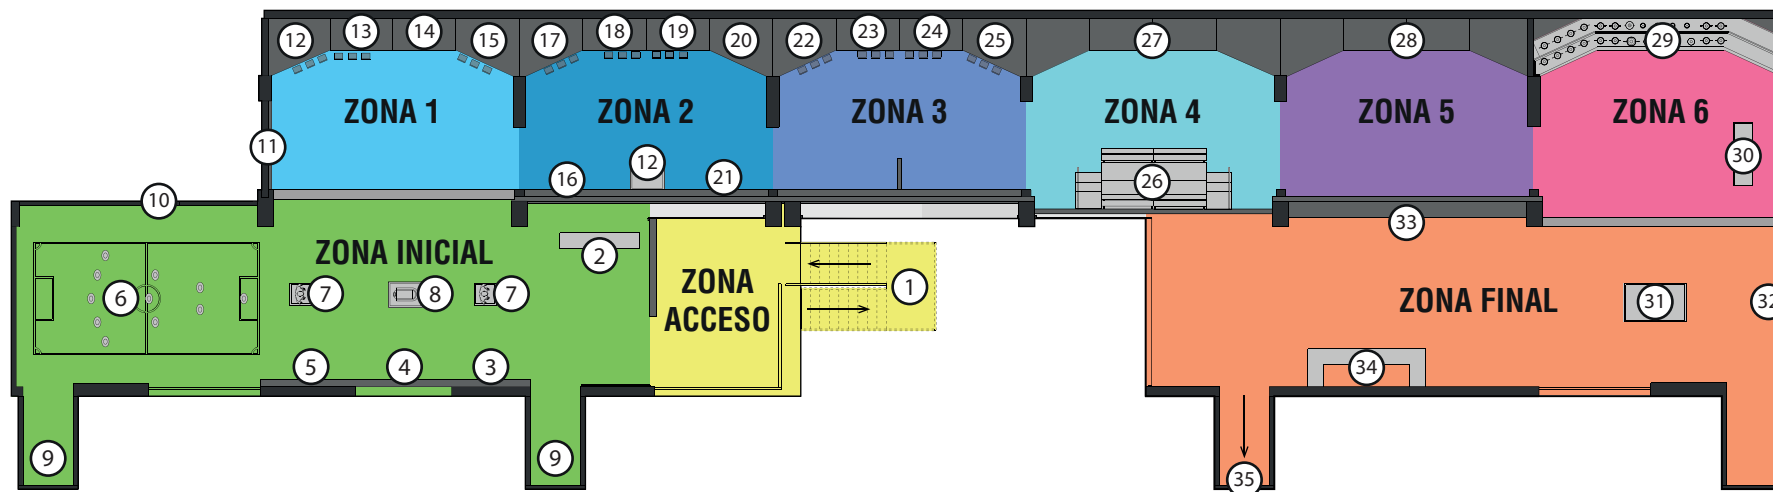 12 13 14 15 17 18 19 20 22 23 24 25 27 28 29
ZONA 1 ZONA 2 ZONA 3 ZONA 4 ZONA 5 ZONA 6
11 16 12 21 26 30
10
ZONA INICIAL 2 33
6 7 8 7
ZONA
ACCESO
1
ZONA FINAL 31 32
5 4 3 34
9 9 35